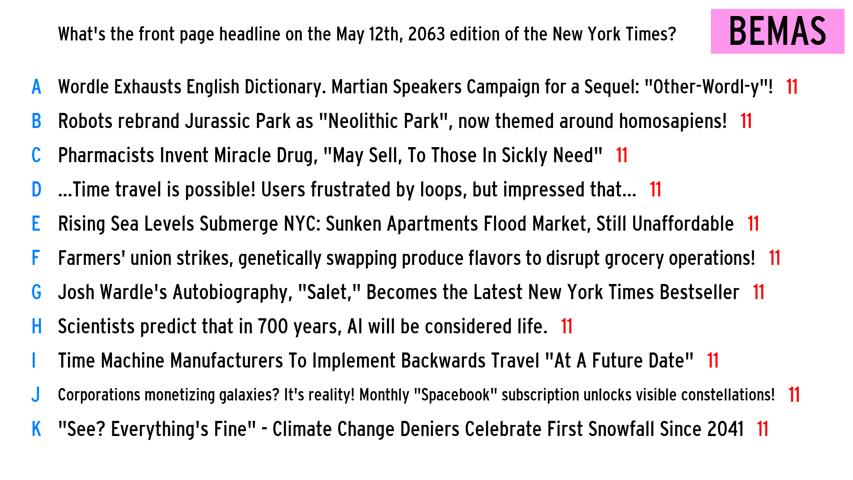 What's the front page headline on the May 12th, 2063 edition of the New York Times?
BEMAS
A Wordle Exhausts English Dictionary. Martian Speakers Campaign for a Sequel: "Other-Wordl-y"! 11
B Robots rebrand Jurassic Park as "Neolithic Park", now themed around homosapiens! 11
C Pharmacists Invent Miracle Drug, "May Sell, To Those In Sickly Need" 11
D ...Time travel is possible! Users frustrated by loops, but impressed that... 11
E Rising Sea Levels Submerge NYC: Sunken Apartments Flood Market, Still Unaffordable 11
F Farmers' union strikes, genetically swapping produce flavors to disrupt grocery operations! 11
G Josh Wardle's Autobiography, "Salet," Becomes the Latest New York Times Bestseller 11
H Scientists predict that in 700 years, AI will be considered life. 11
I Time Machine Manufacturers To Implement Backwards Travel "At A Future Date" 11
J Corporations monetizing galaxies? It's reality! Monthly "Spacebook" subscription unlocks visible constellations! 11
K "See? Everything's Fine" - Climate Change Deniers Celebrate First Snowfall Since 2041 11